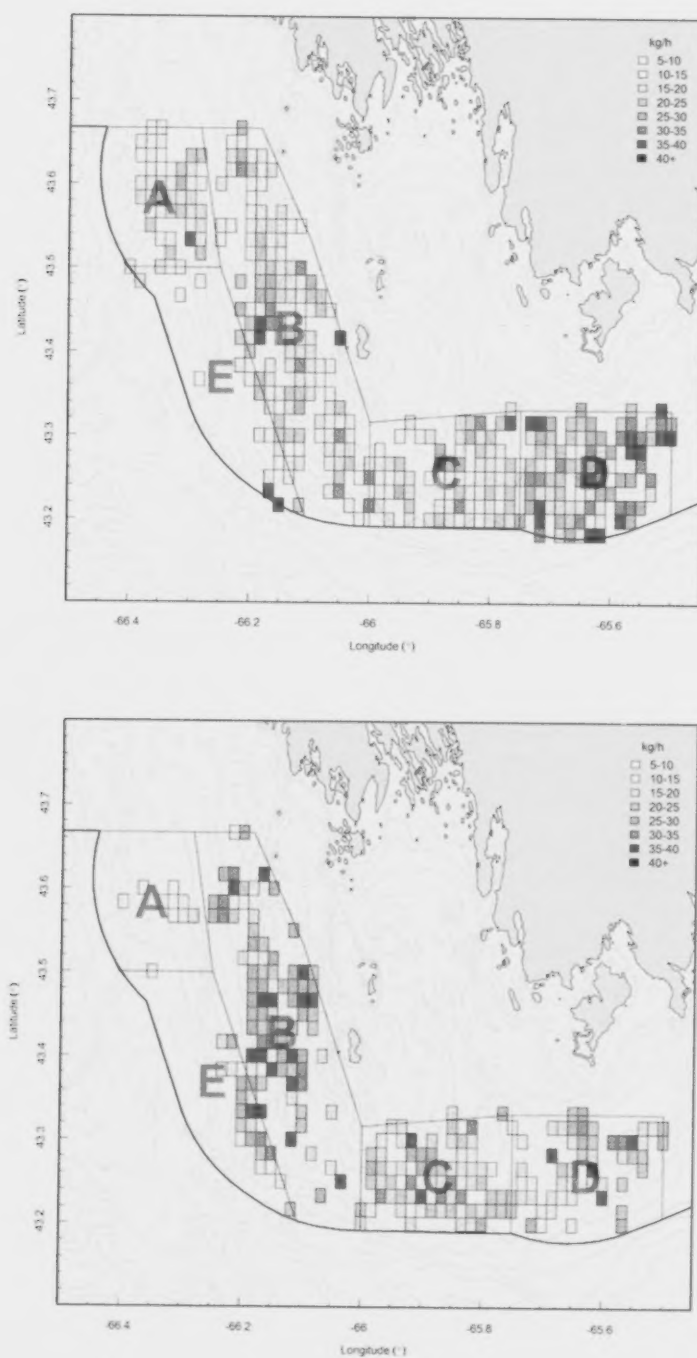 kg/h
5-10
10-15
15-20
20-25
25-30
30-35
35-40
40+
43.7
43.6
43.5
43.4
43.3
43.2
Latitude (°)
A
B
E
C
D
-66.4
-66.2
-66
-65.8
-65.6
Longitude (°)
kg/h
5-10
10-15
15-20
20-25
25-30
30-35
35-40
40+
43.7
43.6
43.5
43.4
43.3
43.2
Latitude (°)
A
B
E
C
D
-66.4
-66.2
-66
-65.8
-65.6
Longitude (°)